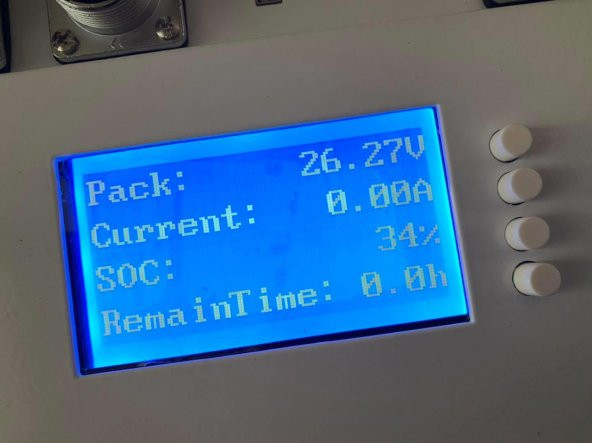 Pack: 26.27V
Current: 0.00A
SOC: 34%
RemainTime: 0.0h